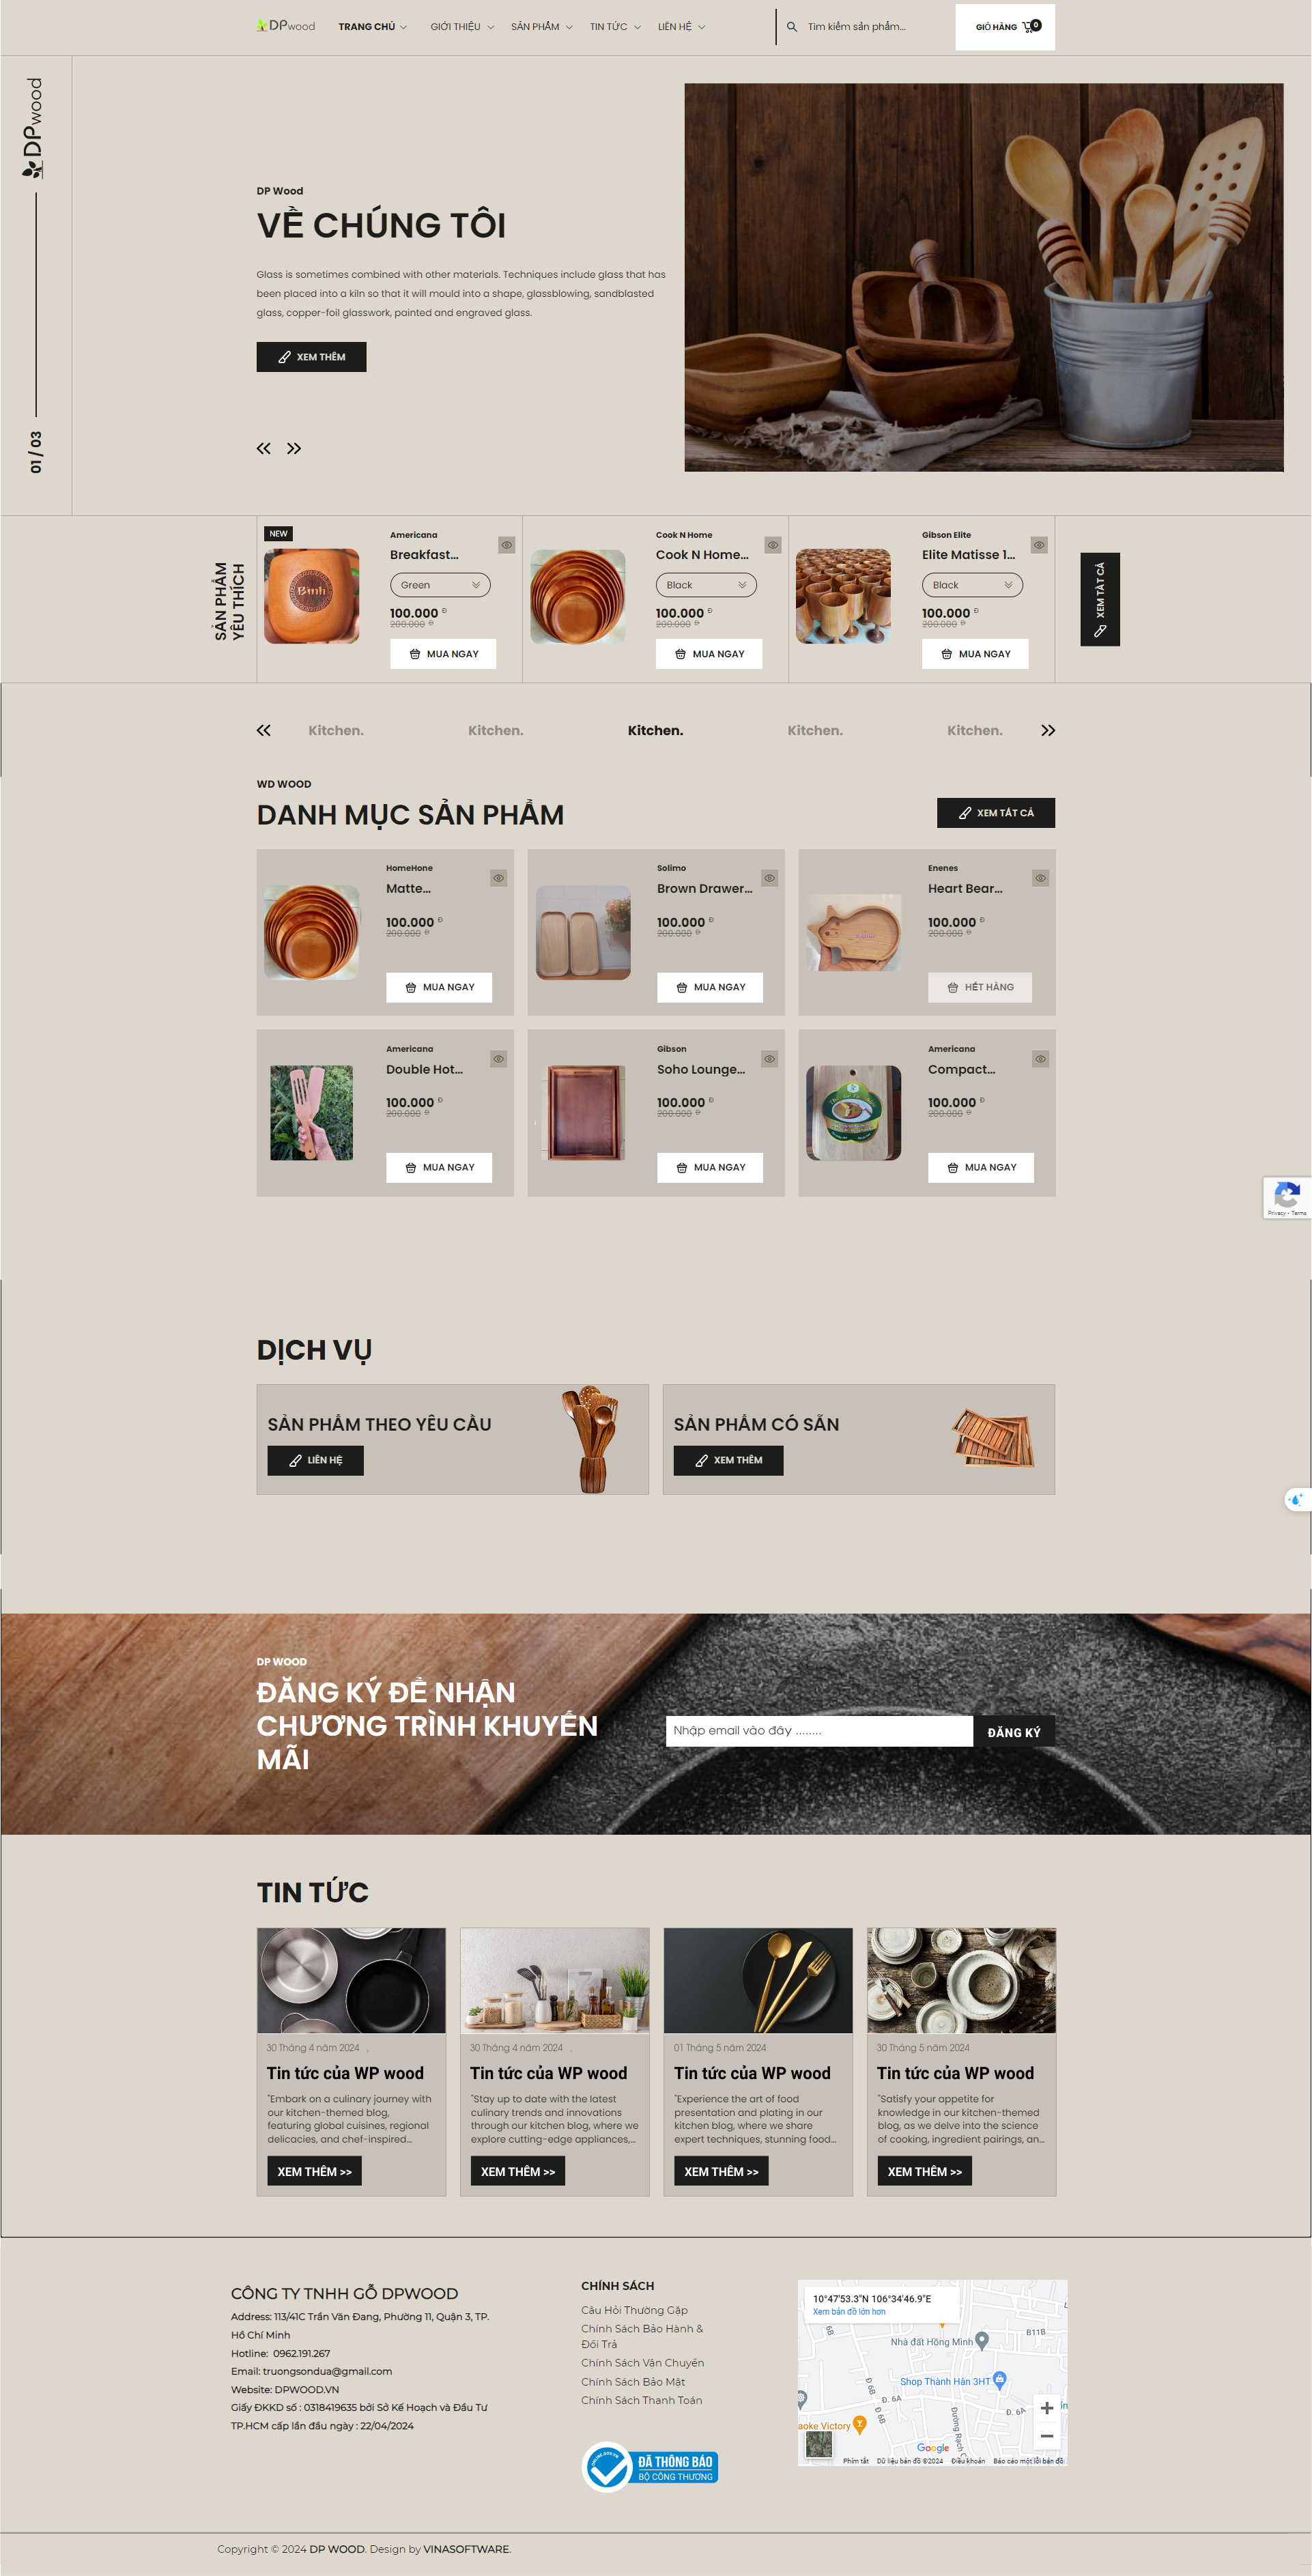 DPwood
TRANG CHỦ
GIỚI THIỆU
SẢN PHẨM
TIN TỨC
LIÊN HỆ
Tìm kiếm sản phẩm...
GIỎ HÀNG
0
DPwood
01 / 03
DP Wood
VỀ CHÚNG TÔI
Glass is sometimes combined with other materials. Techniques include glass that has
been placed into a kiln so that it will mould into a shape, glassblowing, sandblasted
glass, copper-foil glasswork, painted and engraved glass.
XEM THÊM
SẢN PHẨM
YÊU THÍCH
NEW
Bình
Americana
Breakfast...
Green
100.000 Đ
200.000 Đ
MUA NGAY
Cook N Home
Cook N Home...
Black
100.000 Đ
200.000 Đ
MUA NGAY
Gibson Elite
Elite Matisse 1...
Black
100.000 Đ
200.000 Đ
MUA NGAY
XEM TẤT CẢ
Kitchen.
Kitchen.
Kitchen.
Kitchen.
Kitchen.
WD WOOD
DANH MỤC SẢN PHẨM
XEM TẤT CẢ
HomeHone
Matte...
100.000 Đ
200.000 Đ
MUA NGAY
Solimo
Brown Drawer...
100.000 Đ
200.000 Đ
MUA NGAY
Enenes
Heart Bear...
100.000 Đ
200.000 Đ
HẾT HÀNG
Americana
Double Hot...
100.000 Đ
200.000 Đ
MUA NGAY
Gibson
Soho Lounge...
100.000 Đ
200.000 Đ
MUA NGAY
Americana
Compact...
100.000 Đ
200.000 Đ
MUA NGAY
Privacy - Terms
DỊCH VỤ
SẢN PHẨM THEO YÊU CẦU
LIÊN HỆ
SẢN PHẨM CÓ SẴN
XEM THÊM
DP WOOD
ĐĂNG KÝ ĐỂ NHẬN
CHƯƠNG TRÌNH KHUYẾN
MÃI
Nhập email vào đây ........
ĐĂNG KÝ
TIN TỨC
30 Tháng 4 năm 2024 ,
Tin tức của WP wood
"Embark on a culinary journey with
our kitchen-themed blog,
featuring global cuisines, regional
delicacies, and chef-inspired...
XEM THÊM >>
30 Tháng 4 năm 2024 .
Tin tức của WP wood
"Stay up to date with the latest
culinary trends and innovations
through our kitchen blog, where we
explore cutting-edge appliances,...
XEM THÊM >>
01 Tháng 5 năm 2024
Tin tức của WP wood
"Experience the art of food
presentation and plating in our
kitchen blog, where we share
expert techniques, stunning food...
XEM THÊM >>
30 Tháng 5 năm 2024
Tin tức của WP wood
"Satisfy your appetite for
knowledge in our kitchen-themed
blog, as we delve into the science
of cooking, ingredient pairings, an...
XEM THÊM >>
CÔNG TY TNHH GỖ DPWOOD
Address: 113/41C Trần Văn Đang, Phường 11, Quận 3, TP.
Hồ Chí Minh
Hotline: 0962.191.267
Email: truongsondua@gmail.com
Website: DPWOOD.VN
Giấy ĐKKD số : 0318419635 bởi Sở Kế Hoạch và Đầu Tư
TP.HCM cấp lần đầu ngày : 22/04/2024
CHÍNH SÁCH
Câu Hỏi Thường Gặp
Chính Sách Bảo Hành &
Đổi Trả
Chính Sách Vận Chuyển
Chính Sách Bảo Mật
Chính Sách Thanh Toán
ONLINE.GOV.VN
ĐÃ THÔNG BÁO
BỘ CÔNG THƯƠNG
10°47'53.3"N 106°34'46.9"E
Xem bản đồ lớn hơn
6B
B11B
Nhà đất Hồng Minh
Shop Thành Hân 3HT
Đ. 6B
Đ. 6A
Đ. 6A
Đ. 6B
Đường Rạch C
aoke Victory
Google
Phím tắt
Dữ liệu bản đồ ©2024
Điều khoản
Báo cáo một lỗi bản đồ
Copyright © 2024 DP WOOD. Design by VINASOFTWARE.